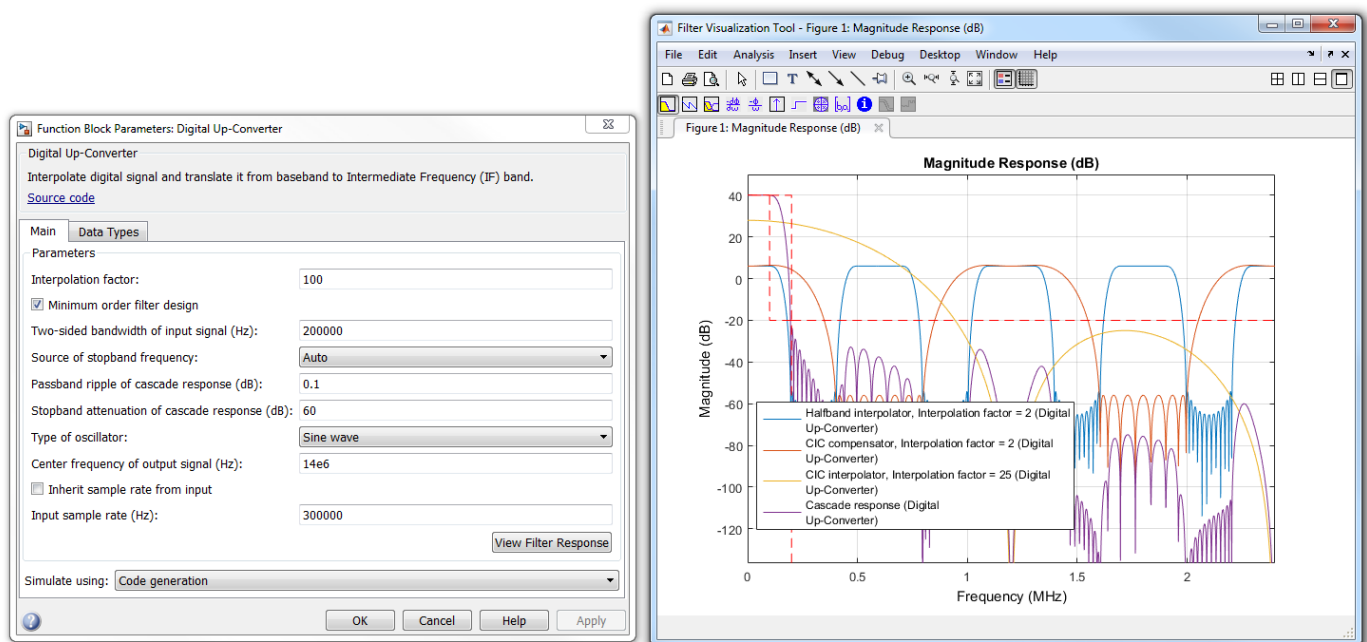 Function Block Parameters: Digital Up-Converter
Digital Up-Converter
Interpolate digital signal and translate it from baseband to Intermediate Frequency (IF) band.
Source code
Main
Data Types
Parameters
Interpolation factor:
100
Minimum order filter design
Two-sided bandwidth of input signal (Hz):
200000
Source of stopband frequency:
Auto
Passband ripple of cascade response (dB):
0.1
Stopband attenuation of cascade response (dB):
60
Type of oscillator:
Sine wave
Center frequency of output signal (Hz):
14e6
Inherit sample rate from input
Input sample rate (Hz):
300000
View Filter Response
Simulate using:
Code generation
OK
Cancel
Help
Apply
Filter Visualization Tool - Figure 1: Magnitude Response (dB)
File Edit Analysis Insert View Debug Desktop Window Help
Figure 1: Magnitude Response (dB)
Magnitude Response (dB)
Magnitude (dB)
40
20
0
-20
-40
-60
-80
-100
-120
Halfband interpolator, Interpolation factor = 2 (Digital
Up-Converter)
CIC compensator, Interpolation factor = 2 (Digital
Up-Converter)
CIC interpolator, Interpolation factor = 25 (Digital
Up-Converter)
Cascade response (Digital
Up-Converter)
0 0.5 1 1.5 2
Frequency (MHz)